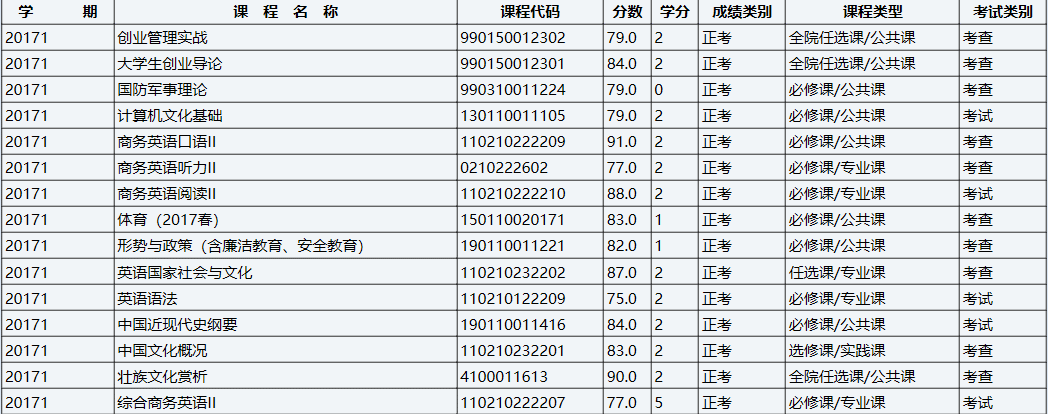 学 期 课 程 名 称 课程代码 分数 学分 成绩类别 课程类型 考试类别
20171 创业管理实战 990150012302 79.0 2 正考 全院任选课/公共课 考查
20171 大学生创业导论 990150012301 84.0 2 正考 全院任选课/公共课 考查
20171 国防军事理论 990310011224 79.0 0 正考 必修课/公共课 考查
20171 计算机文化基础 130110011105 79.0 2 正考 必修课/公共课 考试
20171 商务英语口语II 110210222209 91.0 2 正考 必修课/公共课 考查
20171 商务英语听力II 0210222602 77.0 2 正考 必修课/专业课 考查
20171 商务英语阅读II 110210222210 88.0 2 正考 必修课/专业课 考试
20171 体育（2017春） 150110020171 83.0 1 正考 必修课/公共课 考查
20171 形势与政策（含廉洁教育、安全教育） 190110011221 82.0 1 正考 必修课/公共课 考查
20171 英语国家社会与文化 110210232202 87.0 2 正考 任选课/专业课 考查
20171 英语语法 110210122209 75.0 2 正考 必修课/专业课 考试
20171 中国近现代史纲要 190110011416 84.0 2 正考 必修课/公共课 考试
20171 中国文化概况 110210232201 83.0 2 正考 选修课/实践课 考查
20171 壮族文化赏析 4100011613 90.0 2 正考 全院任选课/公共课 考查
20171 综合商务英语II 110210222207 77.0 5 正考 必修课/专业课 考试